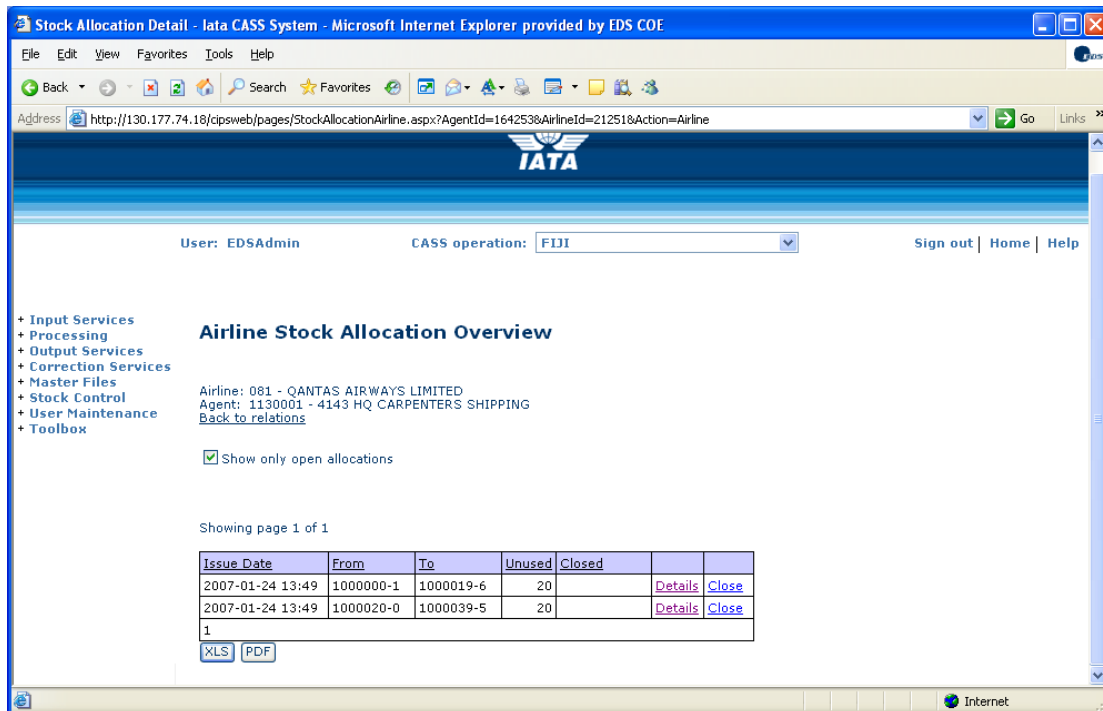 Stock Allocation Detail - Iata CASS System - Microsoft Internet Explorer provided by EDS COE
File Edit View Favorites Tools Help
EDS
Back Search Favorites
Address http://130.177.74.18/cipsweb/pages/StockAllocationAirline.aspx?AgentId=164253&AirlineId=21251&Action=Airline Go Links »
IATA
User: EDSAdmin CASS operation: FIJI Sign out | Home | Help
+ Input Services
+ Processing
+ Output Services
+ Correction Services
+ Master Files
+ Stock Control
+ User Maintenance
+ Toolbox
Airline Stock Allocation Overview
Airline: 081 - QANTAS AIRWAYS LIMITED
Agent: 1130001 - 4143 HQ CARPENTERS SHIPPING
Back to relations
Show only open allocations
Showing page 1 of 1
Issue Date From To Unused Closed
2007-01-24 13:49 1000000-1 1000019-6 20 Details Close
2007-01-24 13:49 1000020-0 1000039-5 20 Details Close
1
XLS PDF
Internet